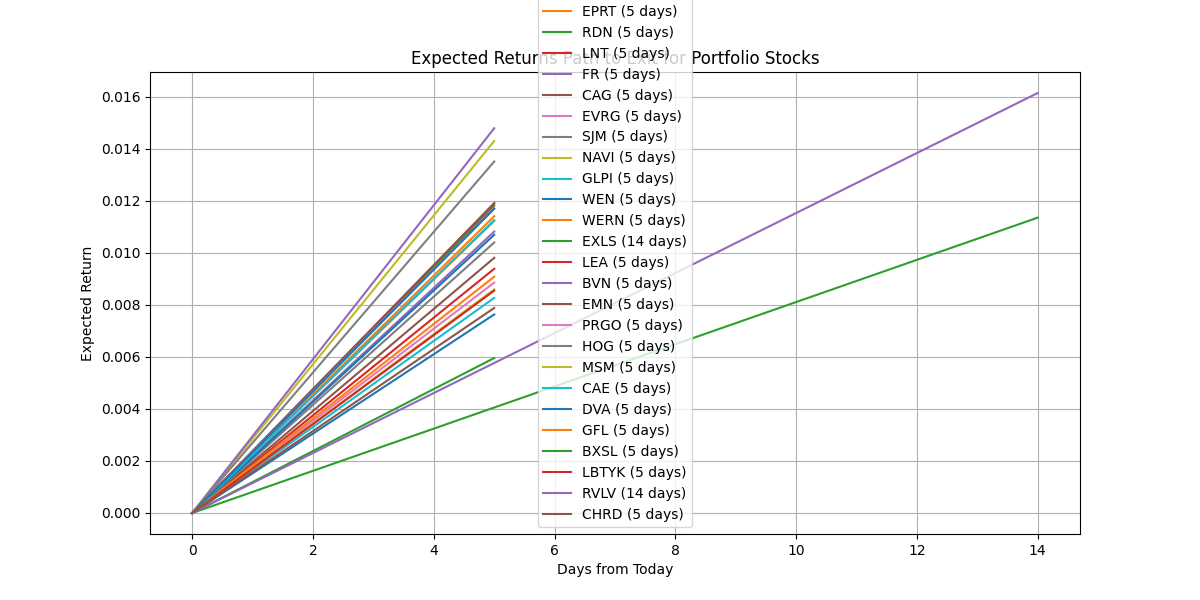 EPRT (5 days)
RDN (5 days)
Expected Returns Path to Exit for Portfolio Stocks
LNT (5 days)
FR (5 days)
CAG (5 days)
EVRG (5 days)
SJM (5 days)
NAVI (5 days)
GLPI (5 days)
WEN (5 days)
WERN (5 days)
EXLS (14 days)
LEA (5 days)
BVN (5 days)
EMN (5 days)
PRGO (5 days)
HOG (5 days)
MSM (5 days)
CAE (5 days)
DVA (5 days)
GFL (5 days)
BXSL (5 days)
LBTYK (5 days)
RVLV (14 days)
CHRD (5 days)
Expected Return
0.016
0.014
0.012
0.010
0.008
0.006
0.004
0.002
0.000
0 2 4 6 8 10 12 14
Days from Today